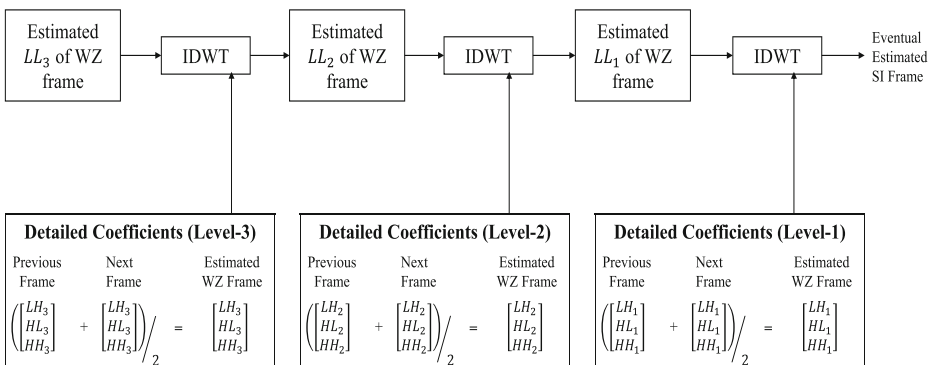 Estimated
LL₃ of WZ
frame
IDWT
Estimated
LL₂ of WZ
frame
IDWT
Estimated
LL₁ of WZ
frame
IDWT
Eventual
Estimated
SI Frame
Detailed Coefficients (Level-3)
Previous Frame
Next Frame
Estimated WZ Frame
([LH₃ HL₃ HH₃] + [LH₃ HL₃ HH₃])/2 = [LH₃ HL₃ HH₃]
Detailed Coefficients (Level-2)
Previous Frame
Next Frame
Estimated WZ Frame
([LH₂ HL₂ HH₂] + [LH₂ HL₂ HH₂])/2 = [LH₂ HL₂ HH₂]
Detailed Coefficients (Level-1)
Previous Frame
Next Frame
Estimated WZ Frame
([LH₁ HL₁ HH₁] + [LH₁ HL₁ HH₁])/2 = [LH₁ HL₁ HH₁]